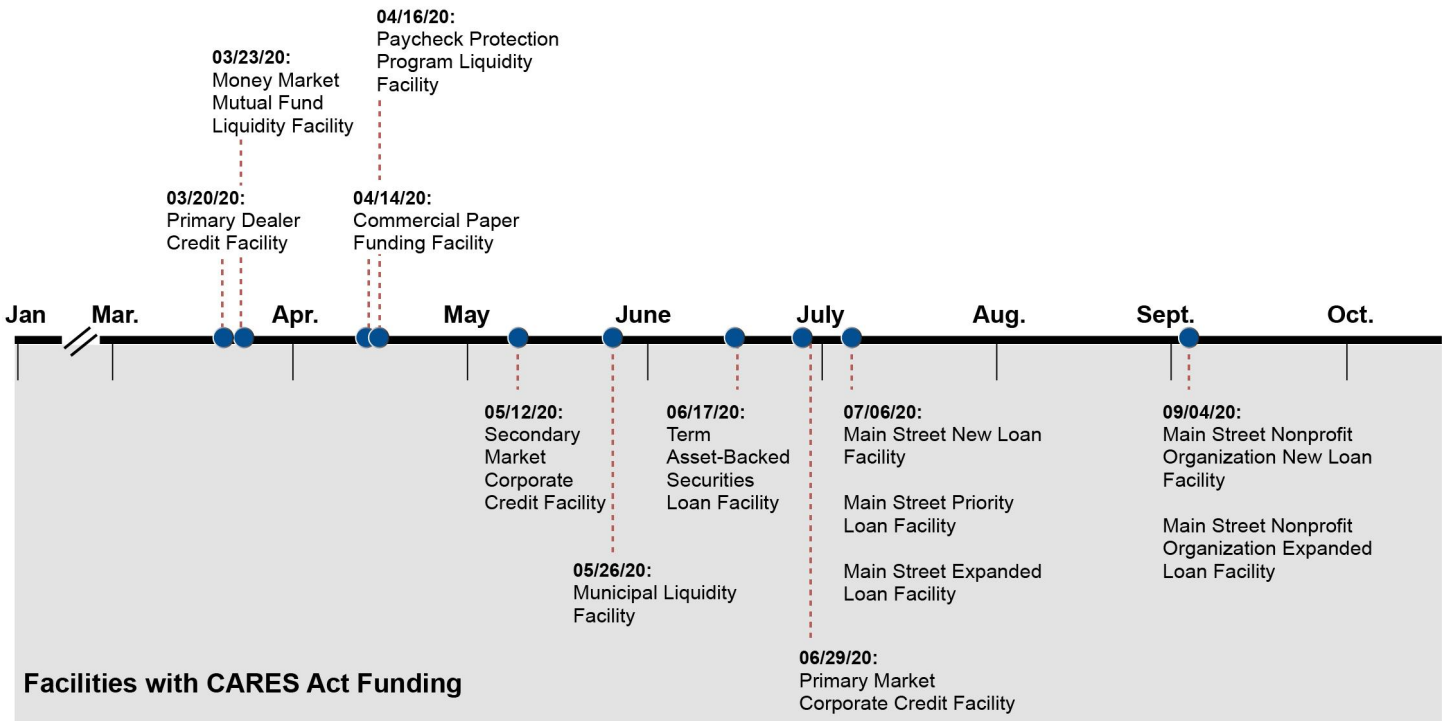 04/16/20:
Paycheck Protection
Program Liquidity
Facility
03/23/20:
Money Market
Mutual Fund
Liquidity Facility
03/20/20:
Primary Dealer
Credit Facility
04/14/20:
Commercial Paper
Funding Facility
Jan Mar. Apr. May June July Aug. Sept. Oct.
05/12/20:
Secondary
Market
Corporate
Credit Facility
06/17/20:
Term
Asset-Backed
Securities
Loan Facility
07/06/20:
Main Street New Loan
Facility
Main Street Priority
Loan Facility
Main Street Expanded
Loan Facility
09/04/20:
Main Street Nonprofit
Organization New Loan
Facility
Main Street Nonprofit
Organization Expanded
Loan Facility
05/26/20:
Municipal Liquidity
Facility
06/29/20:
Primary Market
Corporate Credit Facility
Facilities with CARES Act Funding